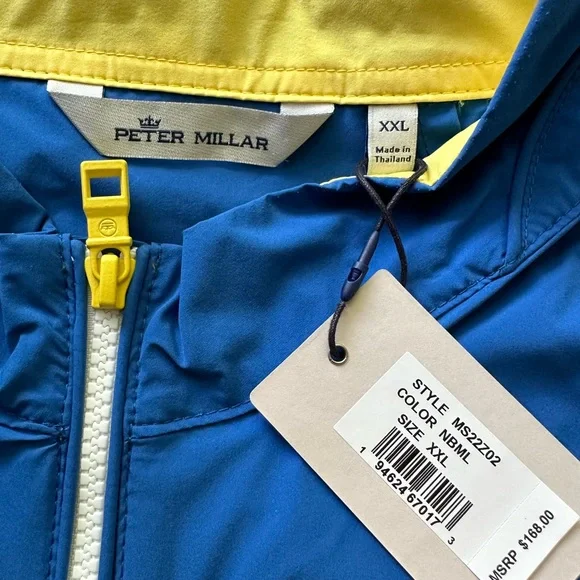 PETER MILLAR
XXL
Made in
Thailand
STYLE MS22Z02
COLOR NBML
SIZE XXL
1 94624 67017 3
MSRP $168.00